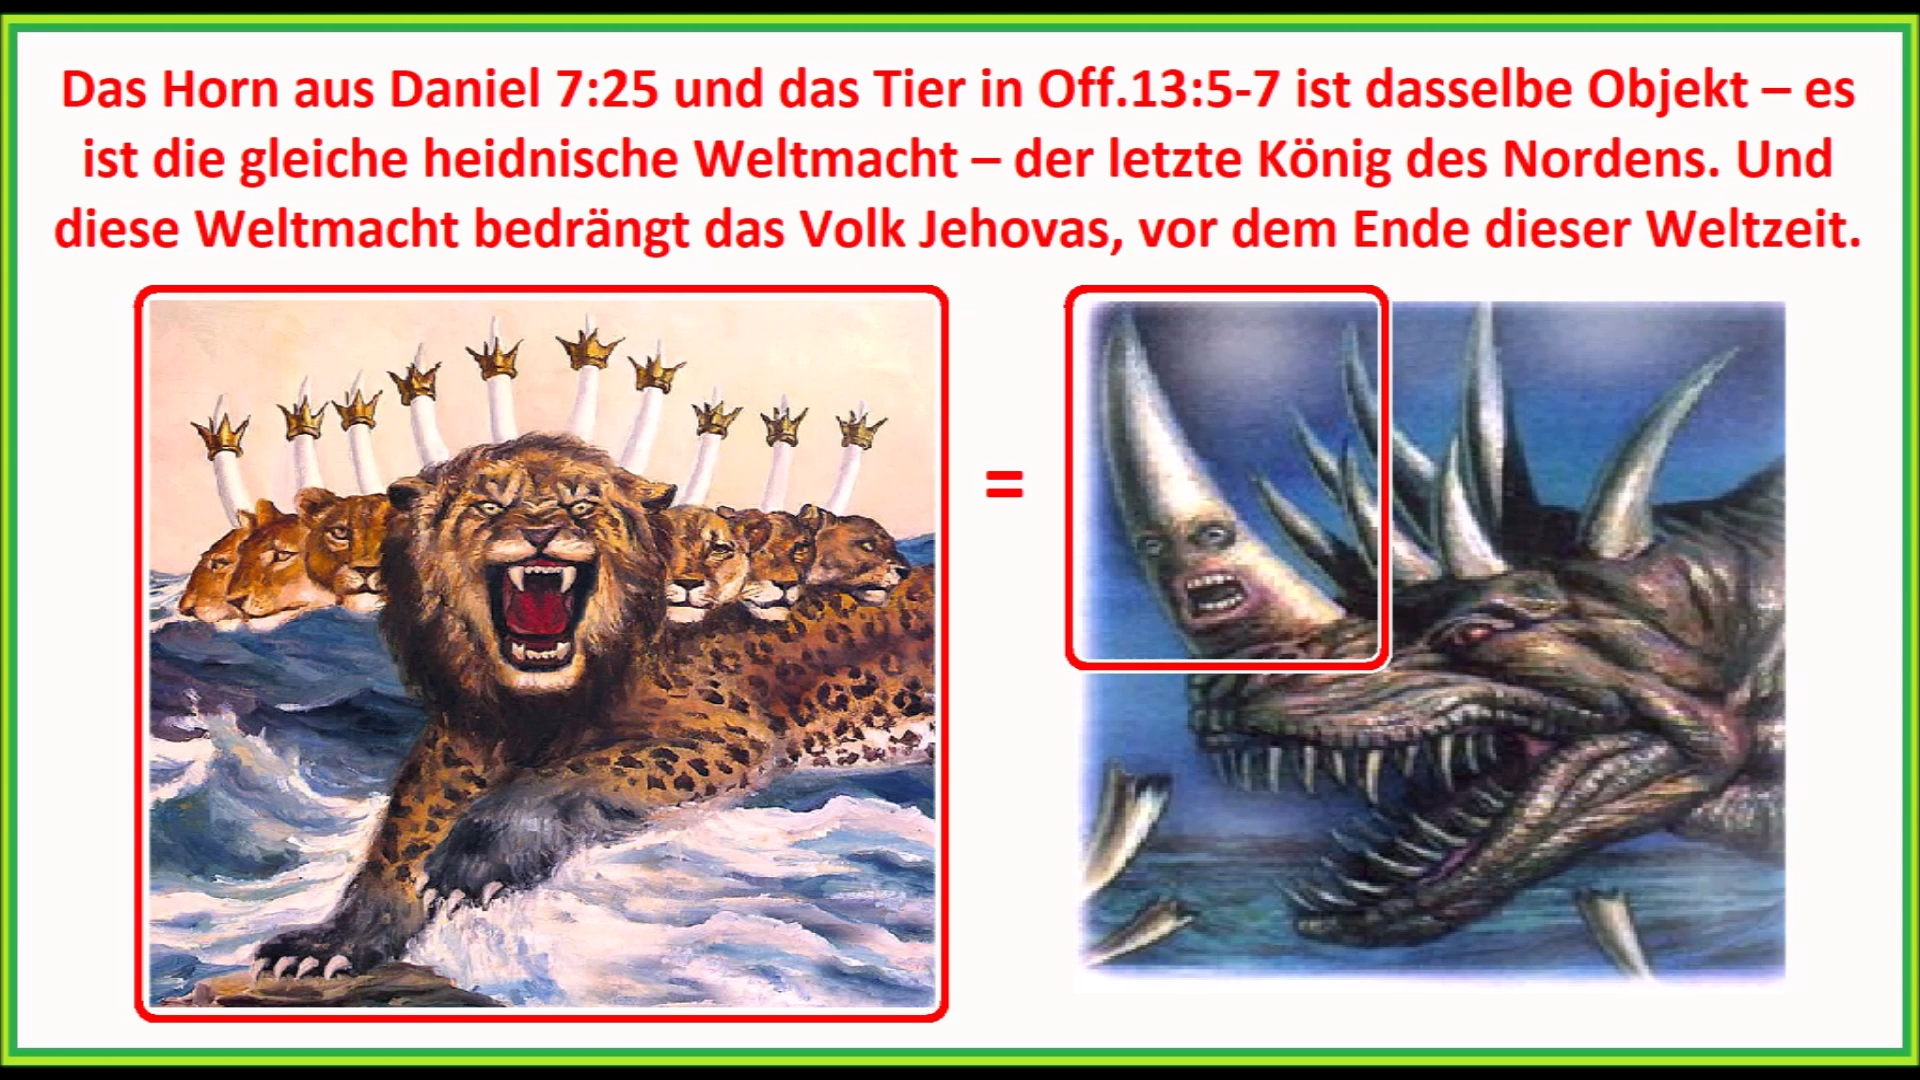 Das Horn aus Daniel 7:25 und das Tier in Off.13:5-7 ist dasselbe Objekt – es
ist die gleiche heidnische Weltmacht – der letzte König des Nordens. Und
diese Weltmacht bedrängt das Volk Jehovas, vor dem Ende dieser Weltzeit.
=